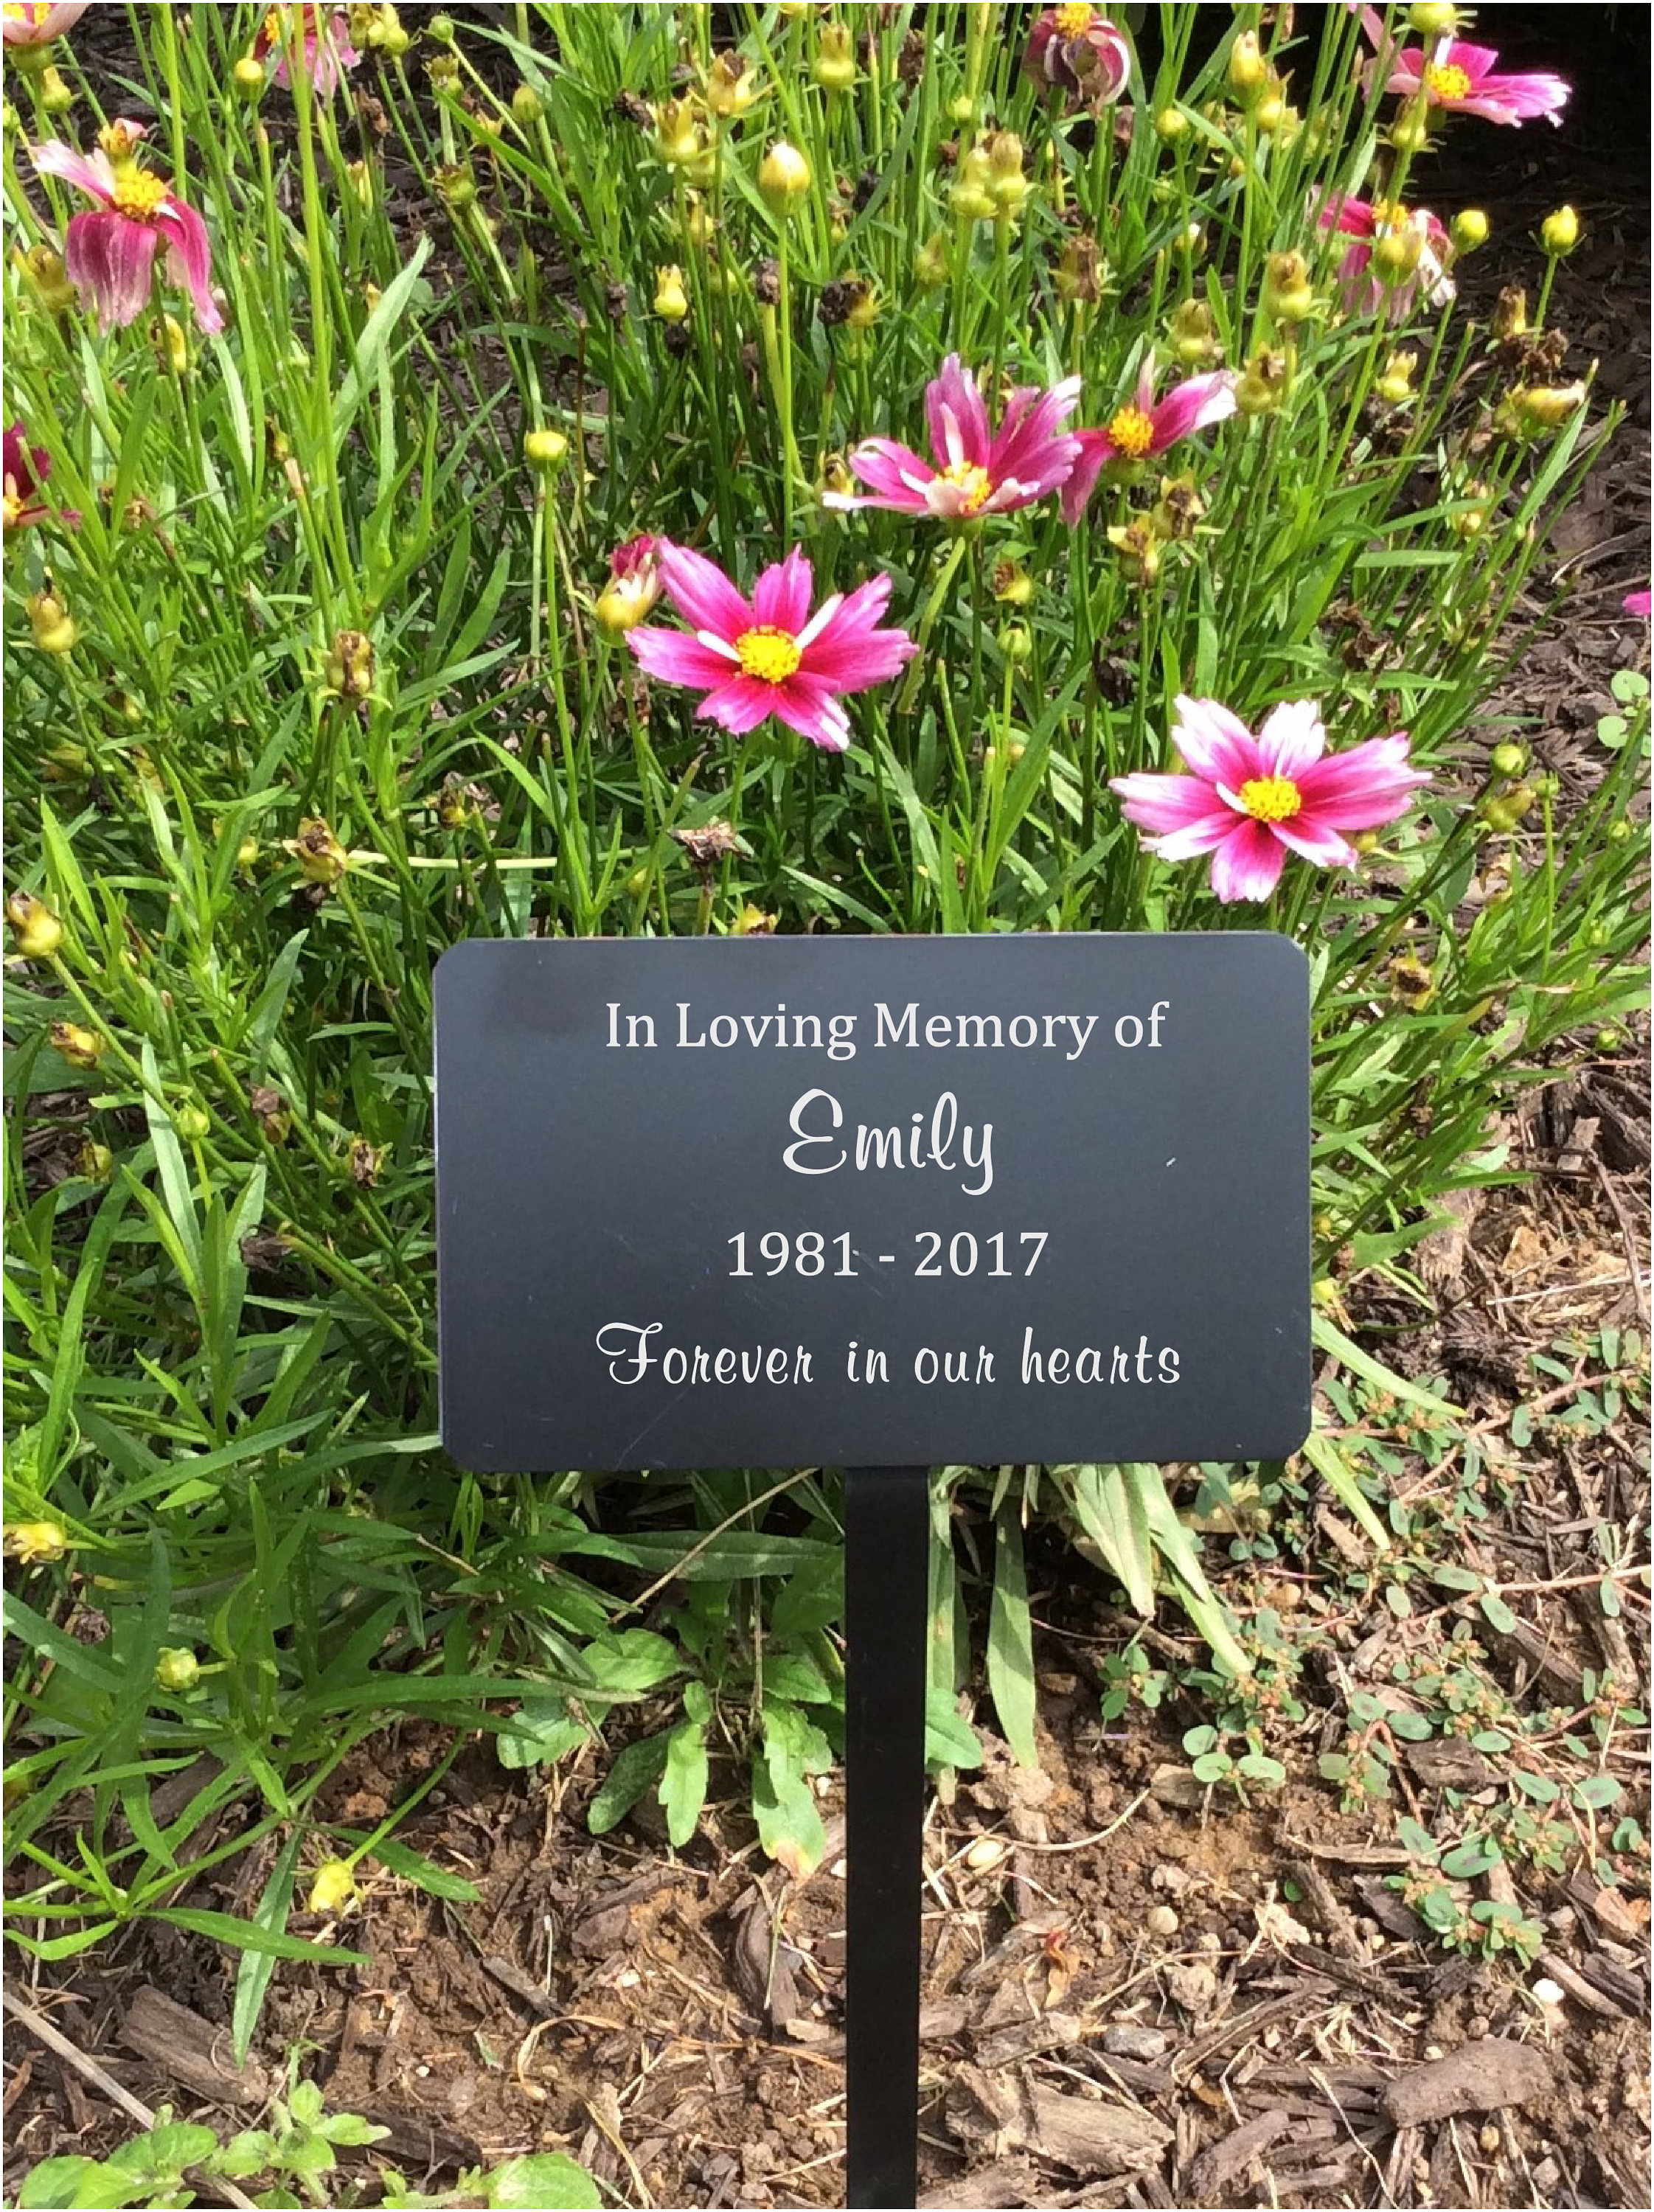 In Loving Memory of
Emily
1981 - 2017
Forever in our hearts